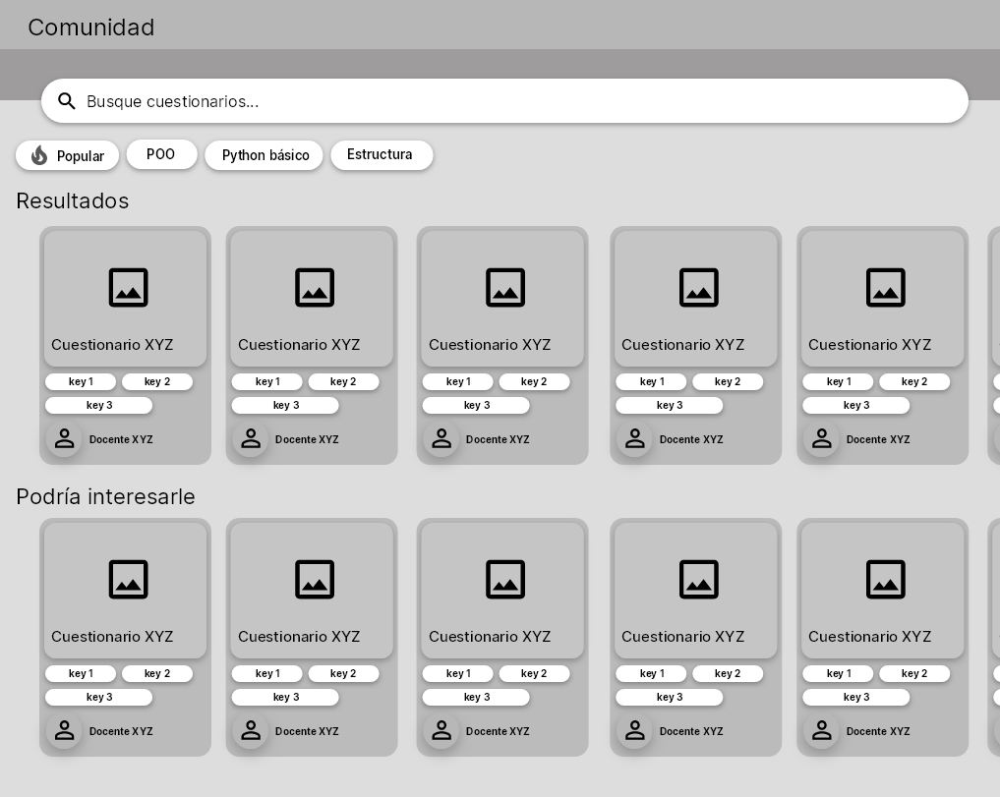 Comunidad
Busque cuestionarios...
Popular POO Python básico Estructura
Resultados
Cuestionario XYZ Cuestionario XYZ Cuestionario XYZ Cuestionario XYZ Cuestionario XYZ
key 1 key 2 key 1 key 2 key 1 key 2 key 1 key 2 key 1 key 2
key 3 key 3 key 3 key 3 key 3
Docente XYZ Docente XYZ Docente XYZ Docente XYZ Docente XYZ
Podría interesarle
Cuestionario XYZ Cuestionario XYZ Cuestionario XYZ Cuestionario XYZ Cuestionario XYZ
key 1 key 2 key 1 key 2 key 1 key 2 key 1 key 2 key 1 key 2
key 3 key 3 key 3 key 3 key 3
Docente XYZ Docente XYZ Docente XYZ Docente XYZ Docente XYZ